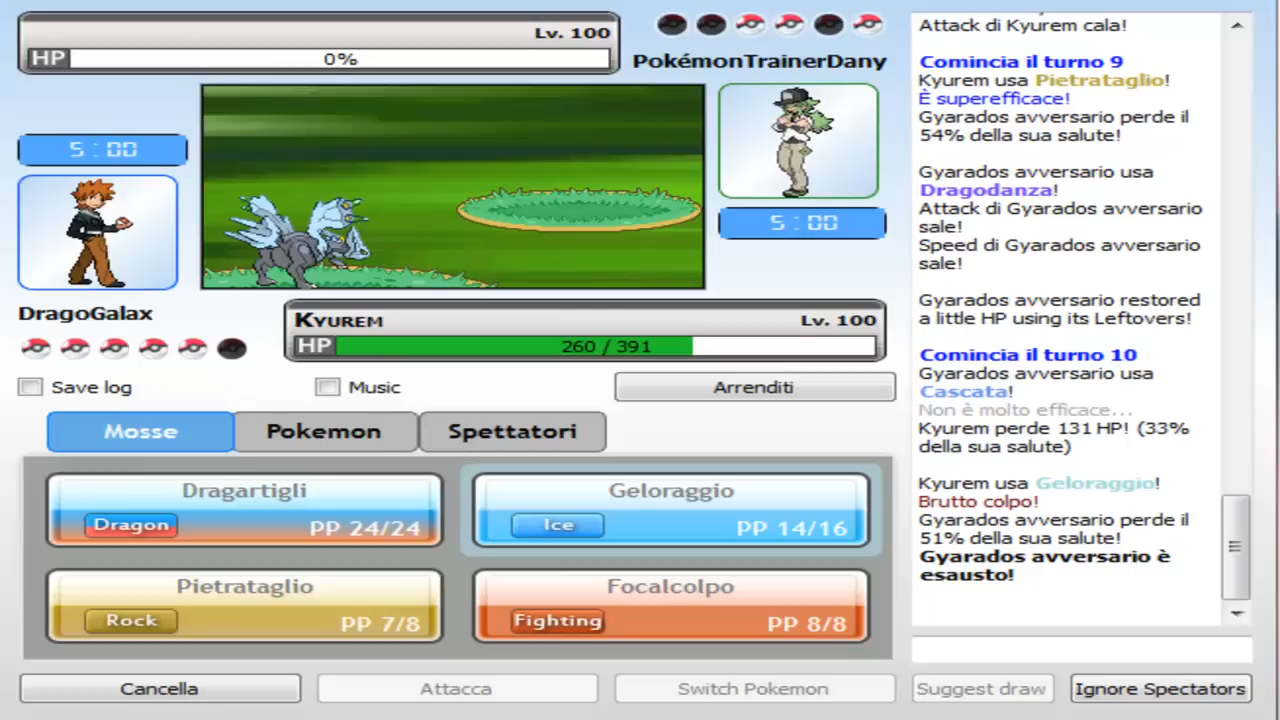 Lv. 100
HP 0%
PokémonTrainerDany
5:00
5:00
DragoGalax
KYUREM Lv. 100
HP 260 / 391
Save log Music Arrenditi
Mosse Pokemon Spettatori
Dragartigli
Dragon PP 24/24
Geloraggio
Ice PP 14/16
Pietrataglio
Rock PP 7/8
Focalcolpo
Fighting PP 8/8
Cancella Attacca Switch Pokemon Suggest draw Ignore Spectators
Attack di Kyurem cala!
Comincia il turno 9
Kyurem usa Pietrataglio!
È superefficace!
Gyarados avversario perde il
54% della sua salute!
Gyarados avversario usa
Dragodanza!
Attack di Gyarados avversario
sale!
Speed di Gyarados avversario
sale!
Gyarados avversario restored
a little HP using its Leftovers!
Comincia il turno 10
Gyarados avversario usa
Cascata!
Non è molto efficace...
Kyurem perde 131 HP! (33%
della sua salute)
Kyurem usa Geloraggio!
Brutto colpo!
Gyarados avversario perde il
51% della sua salute!
Gyarados avversario è
esausto!